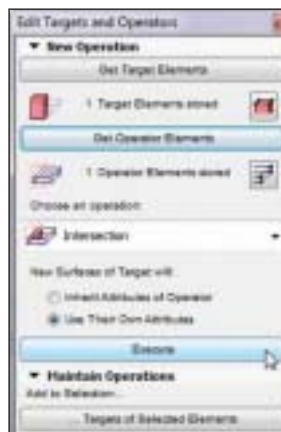 Edit Targets and Operators
New Operation
Get Target Elements
1 Target Elements stored
Get Operator Elements
1 Operator Elements stored
Choose an operation:
Intersection
New Surfaces of Target will:
Inherit Attributes of Operator
Use Their Own Attributes
Execute
Maintain Operations
Add to Selection...
... Targets of Selected Elements